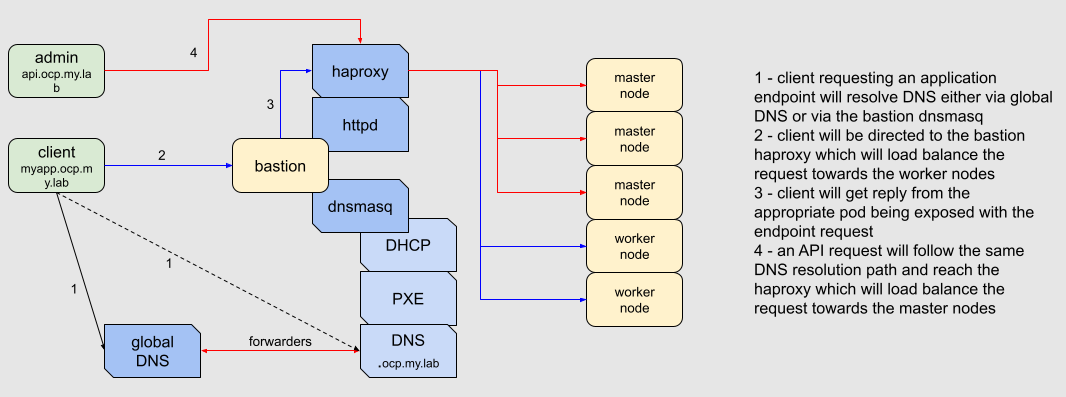 admin
api.ocp.my.la
b
4
haproxy
httpd
3
client
myapp.ocp.m
y.lab
2
bastion
dnsmasq
DHCP
PXE
DNS
.ocp.my.lab
1
1
global
DNS
forwarders
master
node
master
node
master
node
worker
node
worker
node
1 - client requesting an application
endpoint will resolve DNS either via global
DNS or via the bastion dnsmasq
2 - client will be directed to the bastion
haproxy which will load balance the
request towards the worker nodes
3 - client will get reply from the
appropriate pod being exposed with the
endpoint request
4 - an API request will follow the same
DNS resolution path and reach the
haproxy which will load balance the
request towards the master nodes